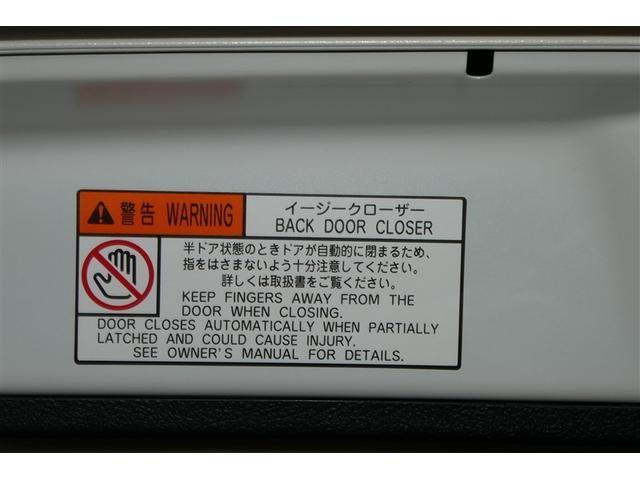 警告 WARNING
イージークローザー
BACK DOOR CLOSER
半ドア状態のときドアが自動的に閉まるため、
指をはさまないよう十分注意してください。
詳しくは取扱書をご覧ください。
KEEP FINGERS AWAY FROM THE
DOOR WHEN CLOSING.
DOOR CLOSES AUTOMATICALLY WHEN PARTIALLY
LATCHED AND COULD CAUSE INJURY.
SEE OWNER'S MANUAL FOR DETAILS.